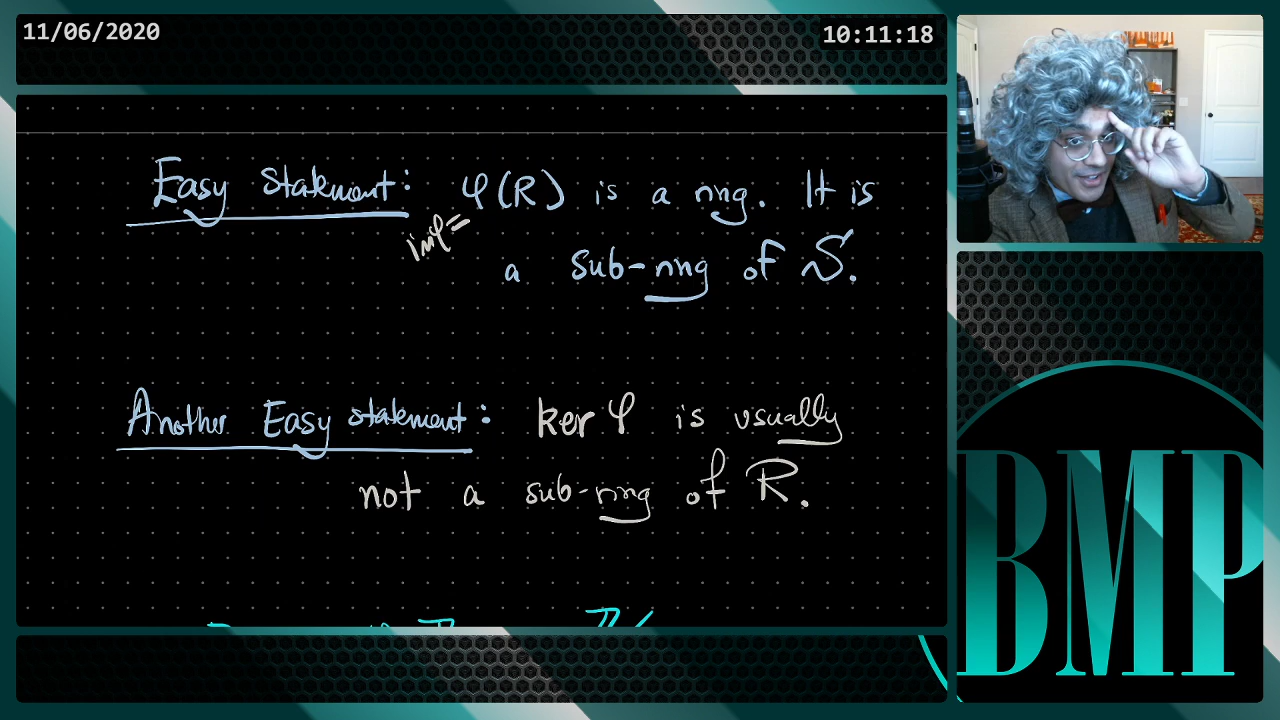 11/06/2020
10:11:18
Easy Statement: φ(R) is a ring. It is
im φ =
a sub-ring of S.
Another Easy statement: ker φ is usually
not a sub-ring of R.
BMP